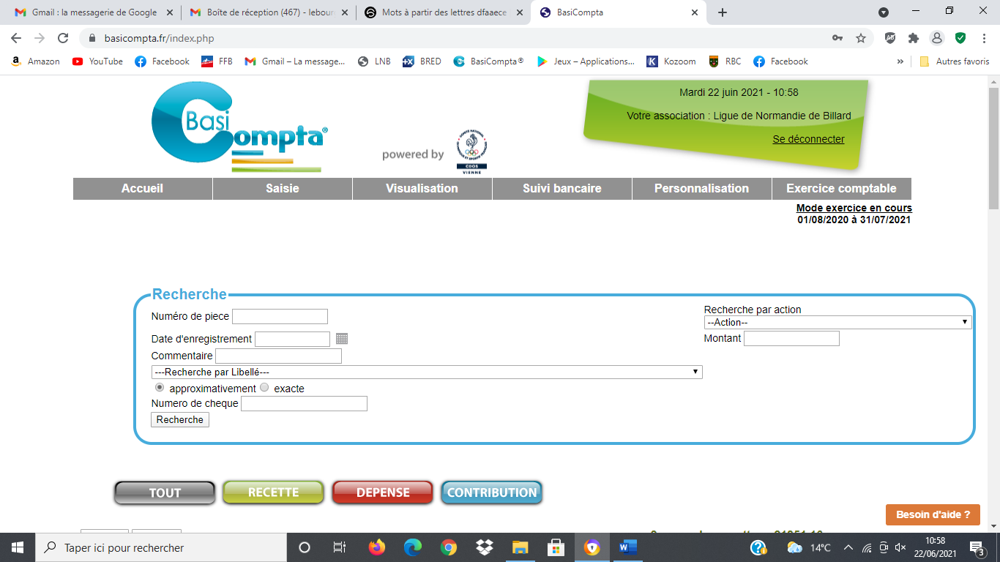 Gmail : la messagerie de Google
Boîte de réception (467) - lebour
Mots à partir des lettres dfaaece
BasiCompta
basicompta.fr/index.php
Amazon YouTube Facebook FFB Gmail – La message... LNB BRED BasiCompta® Jeux – Applications... Kozoom RBC Facebook » Autres favoris
Basi
Compta®
powered by
CDOS
VIENNE
Mardi 22 juin 2021 - 10:58
Votre association : Ligue de Normandie de Billard
Se déconnecter
Accueil Saisie Visualisation Suivi bancaire Personnalisation Exercice comptable
Mode exercice en cours
01/08/2020 à 31/07/2021
Recherche
Numéro de piece
Date d'enregistrement
Commentaire
---Recherche par Libellé---
approximativement exacte
Numero de cheque
Recherche
Recherche par action
--Action--
Montant
TOUT RECETTE DEPENSE CONTRIBUTION
Besoin d'aide ?
Taper ici pour rechercher
14°C
10:58
22/06/2021
3